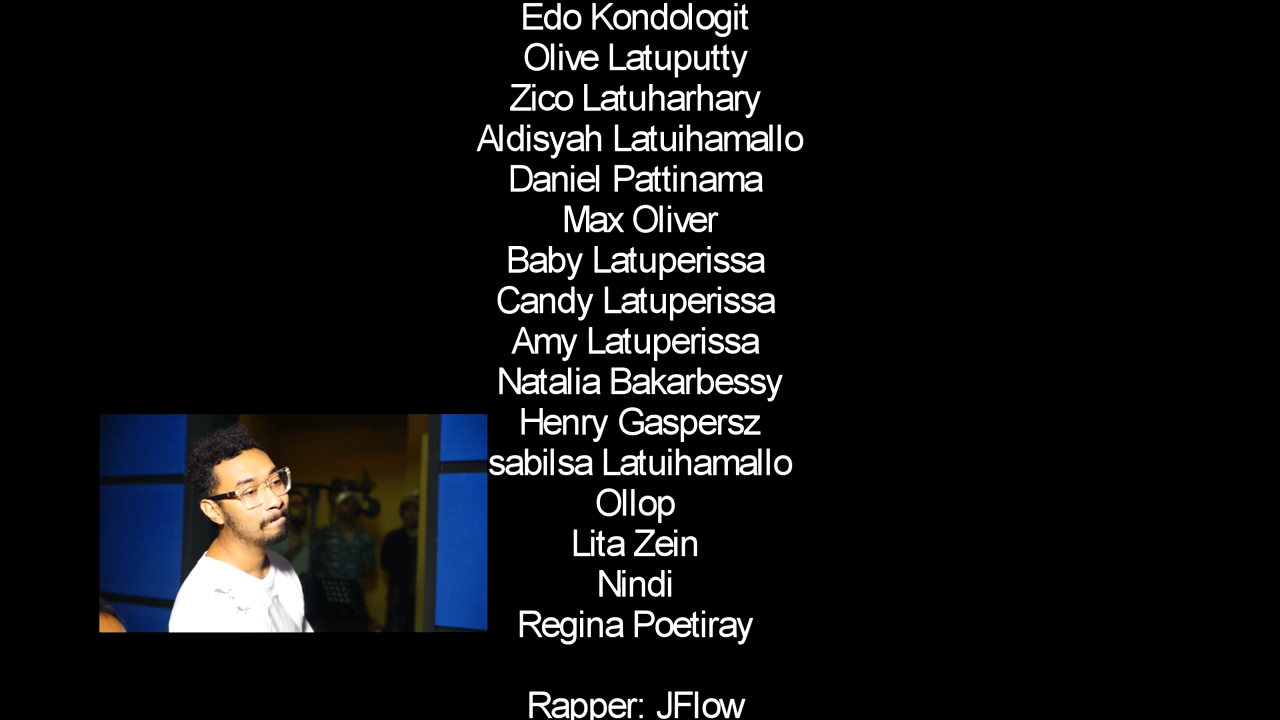 Edo Kondologit
Olive Latuputty
Zico Latuharhary
Aldisyah Latuihamallo
Daniel Pattinama
Max Oliver
Baby Latuperissa
Candy Latuperissa
Amy Latuperissa
Natalia Bakarbessy
Henry Gaspersz
sabilsa Latuihamallo
Ollop
Lita Zein
Nindi
Regina Poetiray
Rapper: JFlow